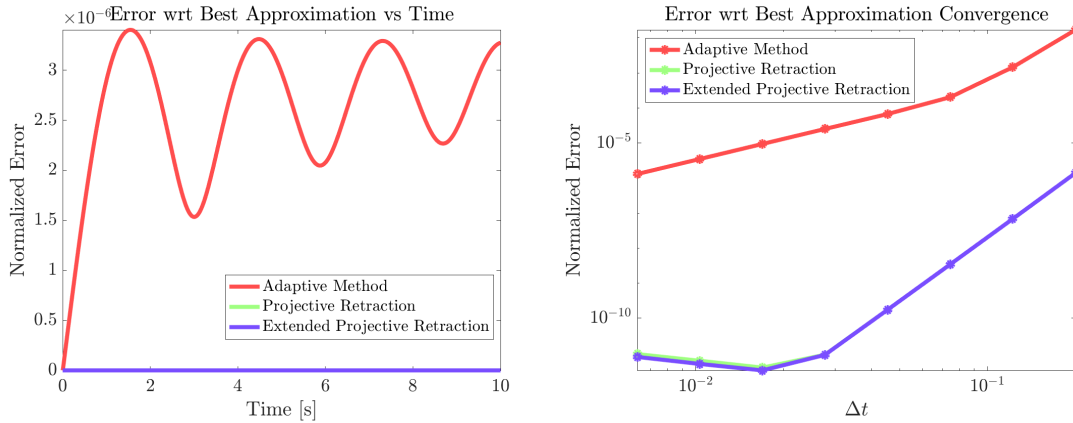 ×10⁻⁶
Error wrt Best Approximation vs Time
Normalized Error
3
2.5
2
1.5
1
0.5
0
Adaptive Method
Projective Retraction
Extended Projective Retraction
0 2 4 6 8 10
Time [s]
Error wrt Best Approximation Convergence
Adaptive Method
Projective Retraction
Extended Projective Retraction
Normalized Error
10⁻⁵
10⁻¹⁰
10⁻² 10⁻¹
Δt